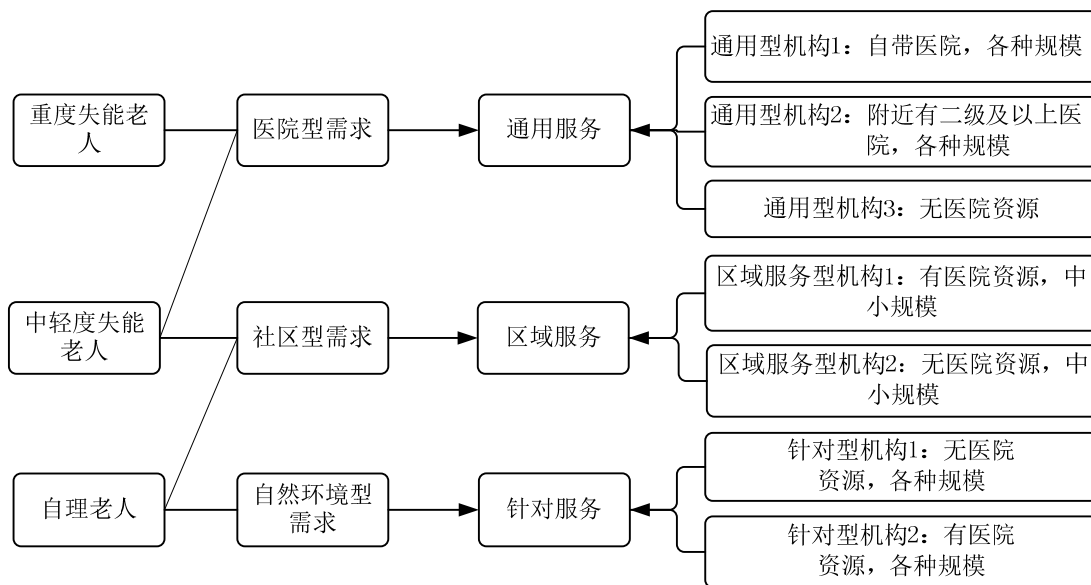 通用型机构1：自带医院，各种规模
重度失能老
人
医院型需求
通用服务
通用型机构2：附近有二级及以上医
院，各种规模
通用型机构3：无医院资源
中轻度失能
老人
社区型需求
区域服务
区域服务型机构1：有医院资源，中
小规模
区域服务型机构2：无医院资源，中
小规模
自理老人
自然环境型
需求
针对服务
针对型机构1：无医院
资源，各种规模
针对型机构2：有医院
资源，各种规模